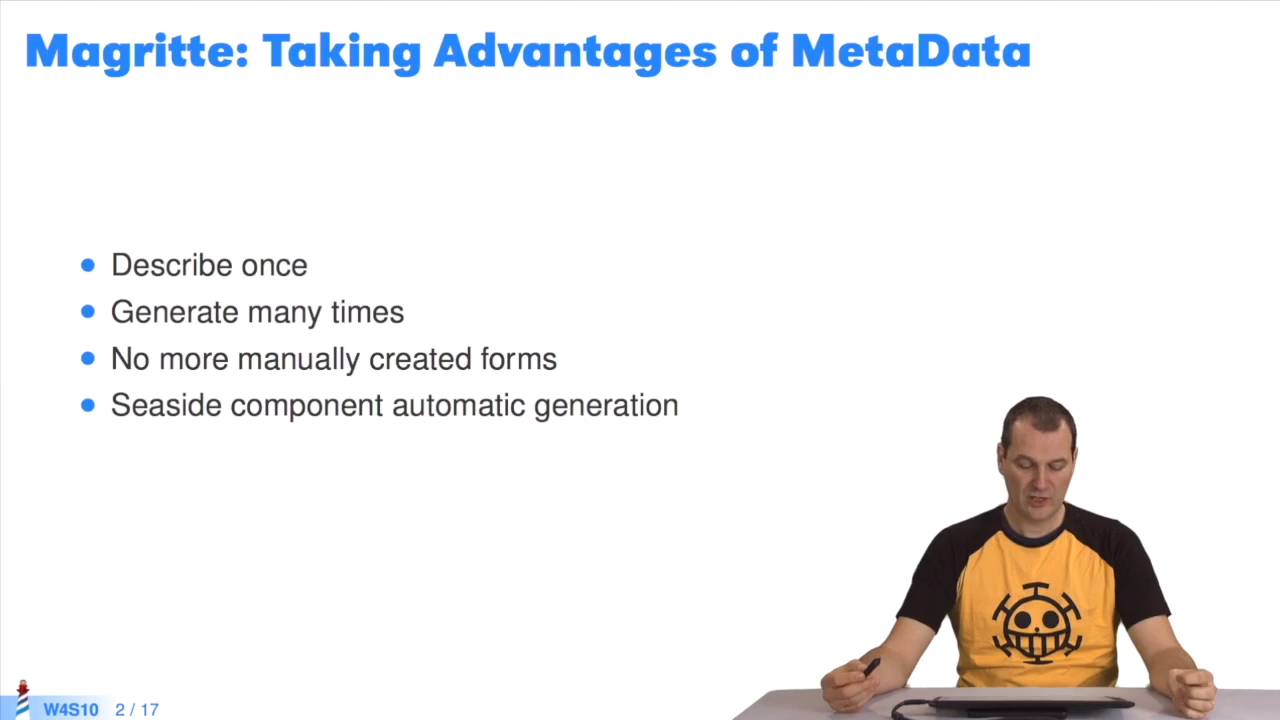 Magritte: Taking Advantages of MetaData
Describe once
Generate many times
No more manually created forms
Seaside component automatic generation
W4S10 2 / 17